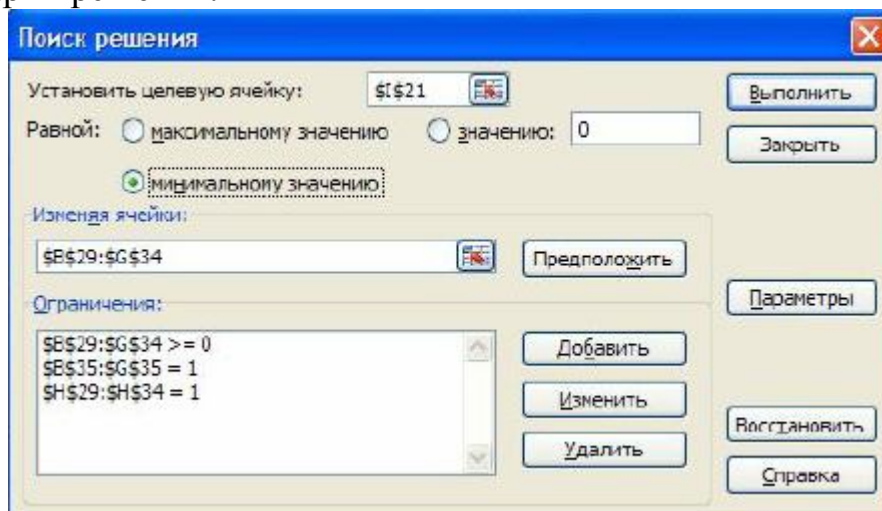 Поиск решения
Установить целевую ячейку: $I$21
Выполнить
Равной: максимальному значению значению: 0
Закрыть
минимальному значению
Изменяя ячейки:
$B$29:$G$34
Предположить
Параметры
Ограничения:
$B$29:$G$34 >= 0
$B$35:$G$35 = 1
$H$29:$H$34 = 1
Добавить
Изменить
Удалить
Восстановить
Справка